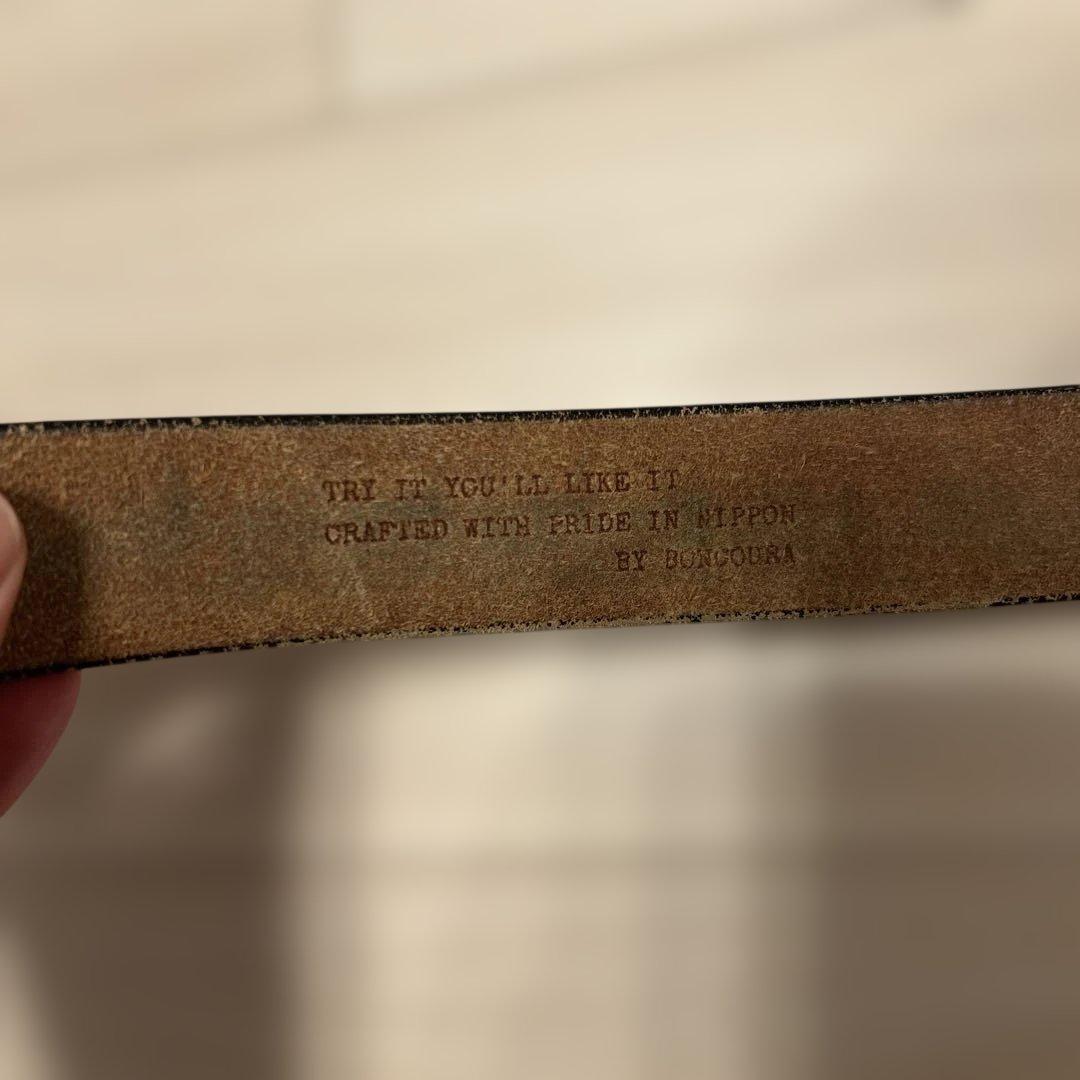 TRY IT YOU'LL LIKE IT
CRAFTED WITH PRIDE IN NIPPON
BY BONCOURA